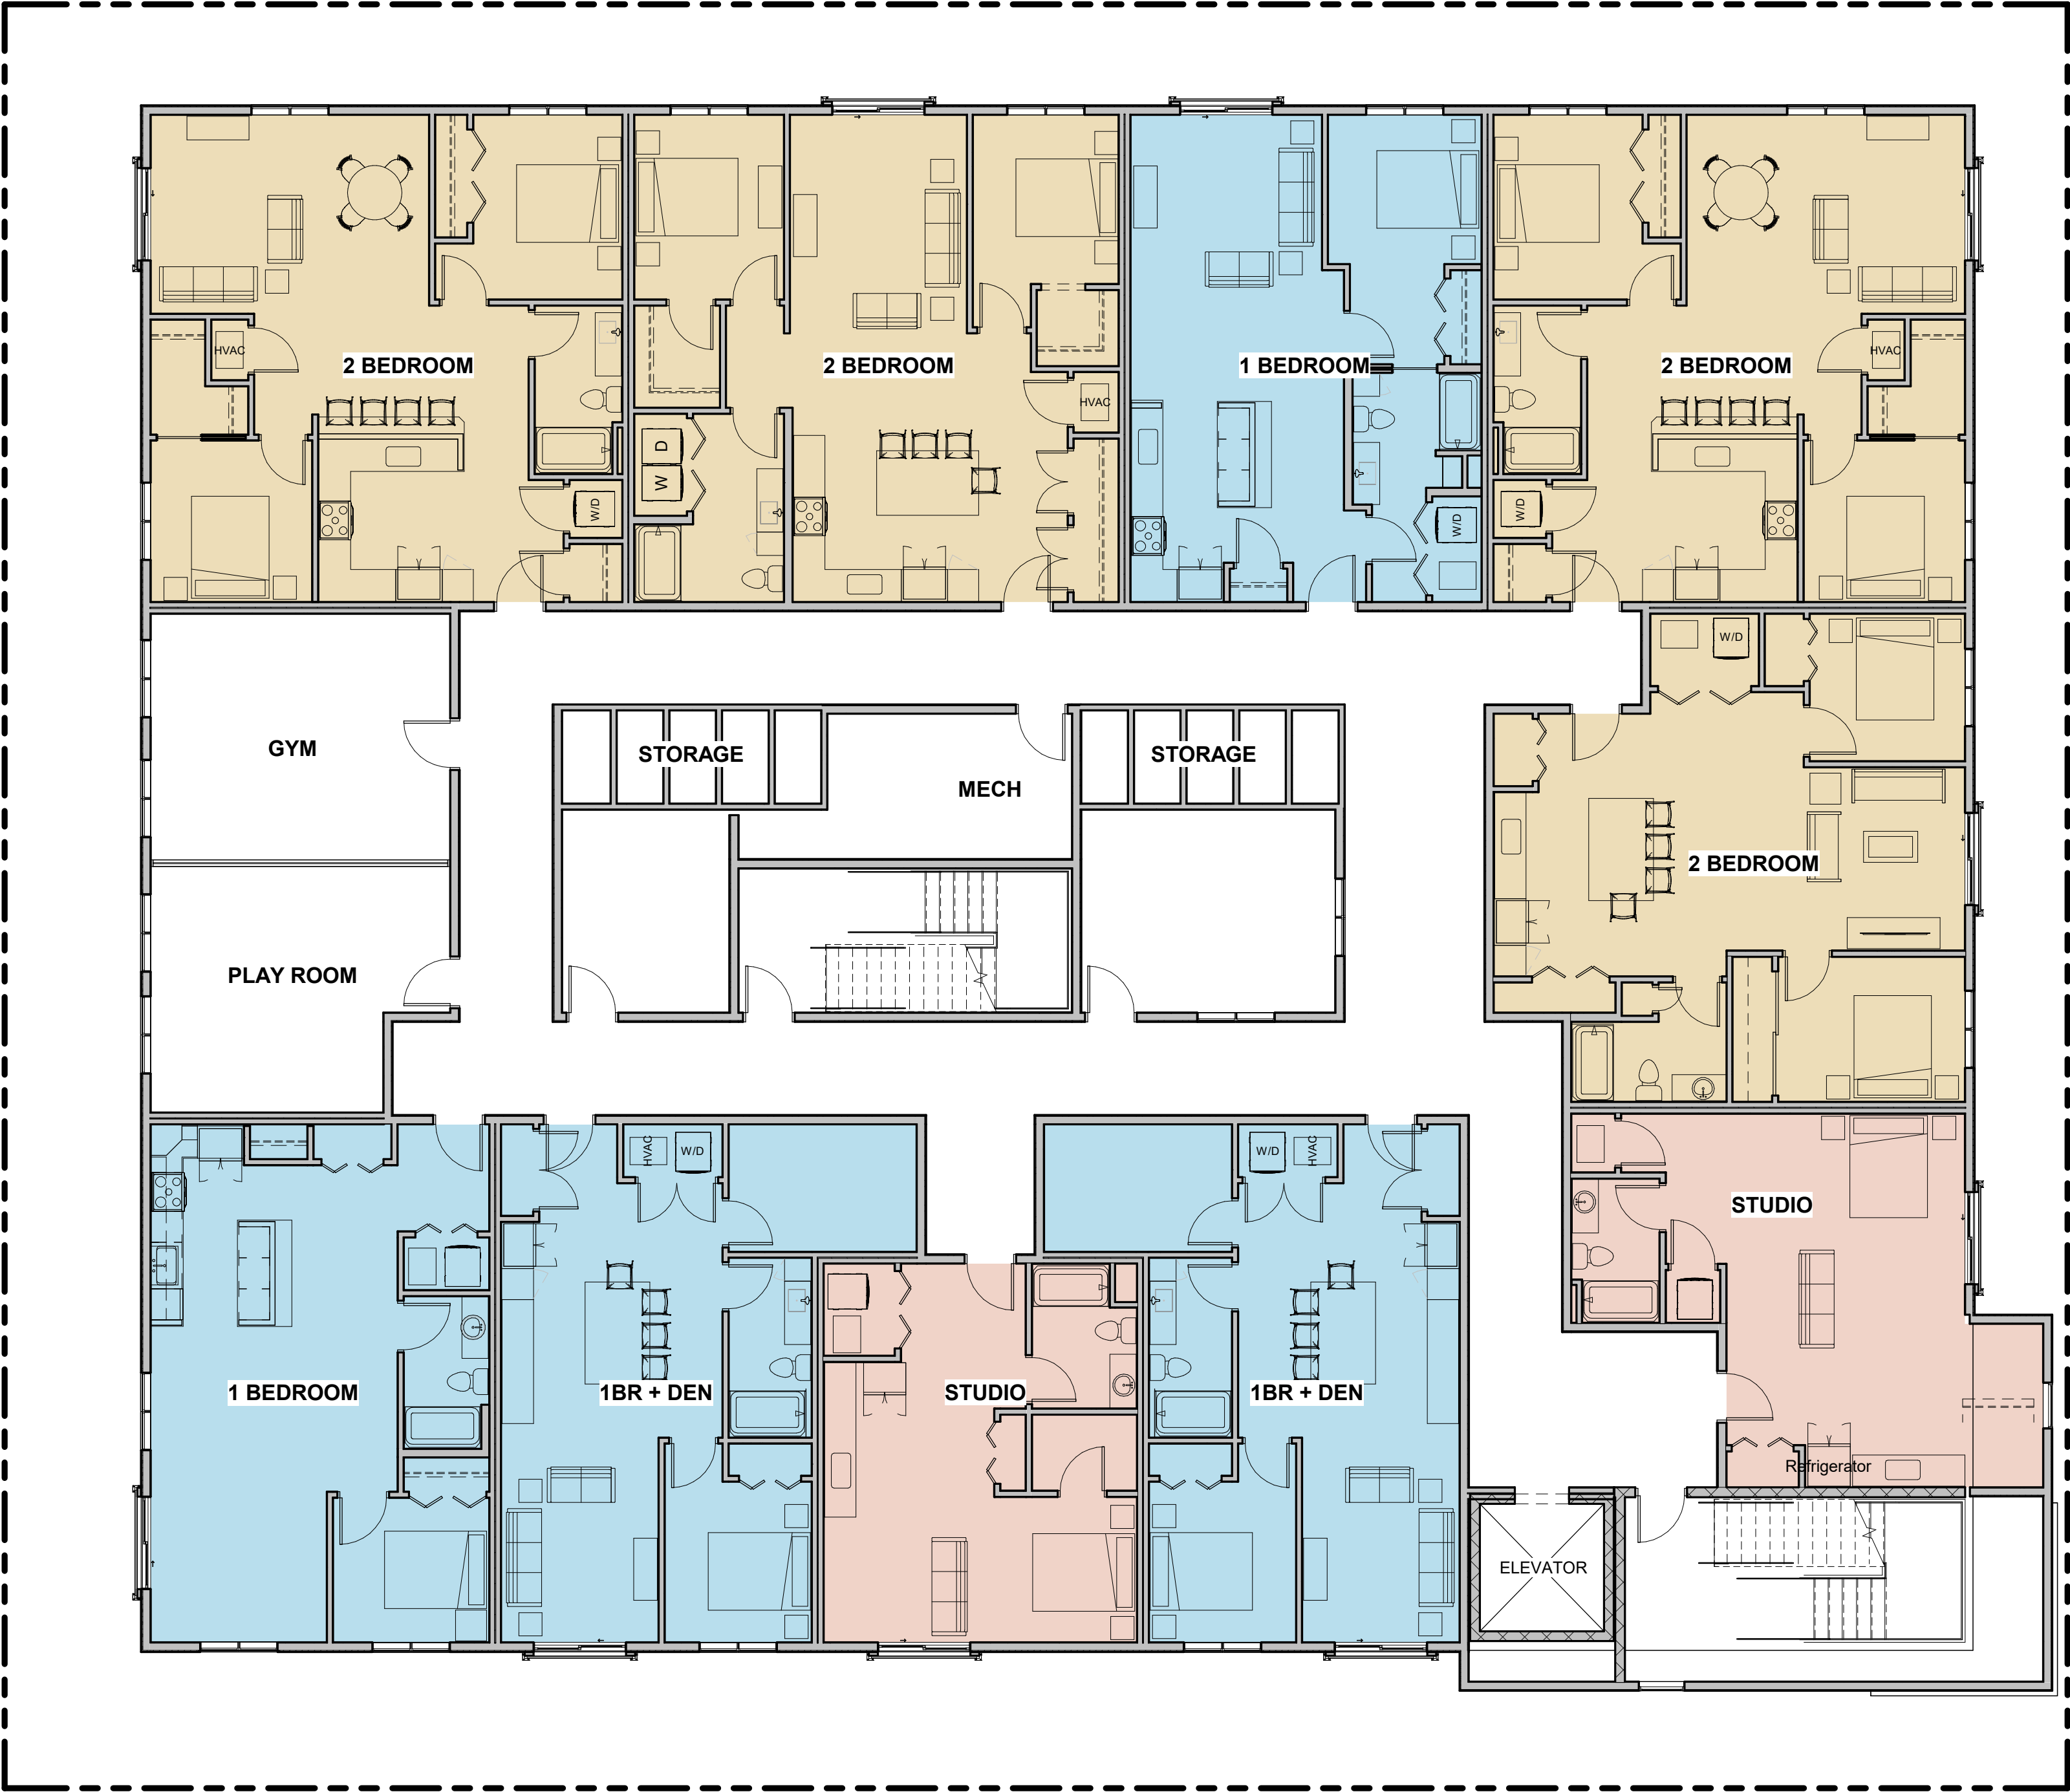 HVAC
2 BEDROOM
W/D
D
W
2 BEDROOM
HVAC
1 BEDROOM
W/D
2 BEDROOM
HVAC
W/D
GYM
STORAGE
MECH
STORAGE
W/D
2 BEDROOM
PLAY ROOM
HVAC
W/D
W/D
HVAC
STUDIO
1 BEDROOM
1BR + DEN
STUDIO
1BR + DEN
Refrigerator
ELEVATOR